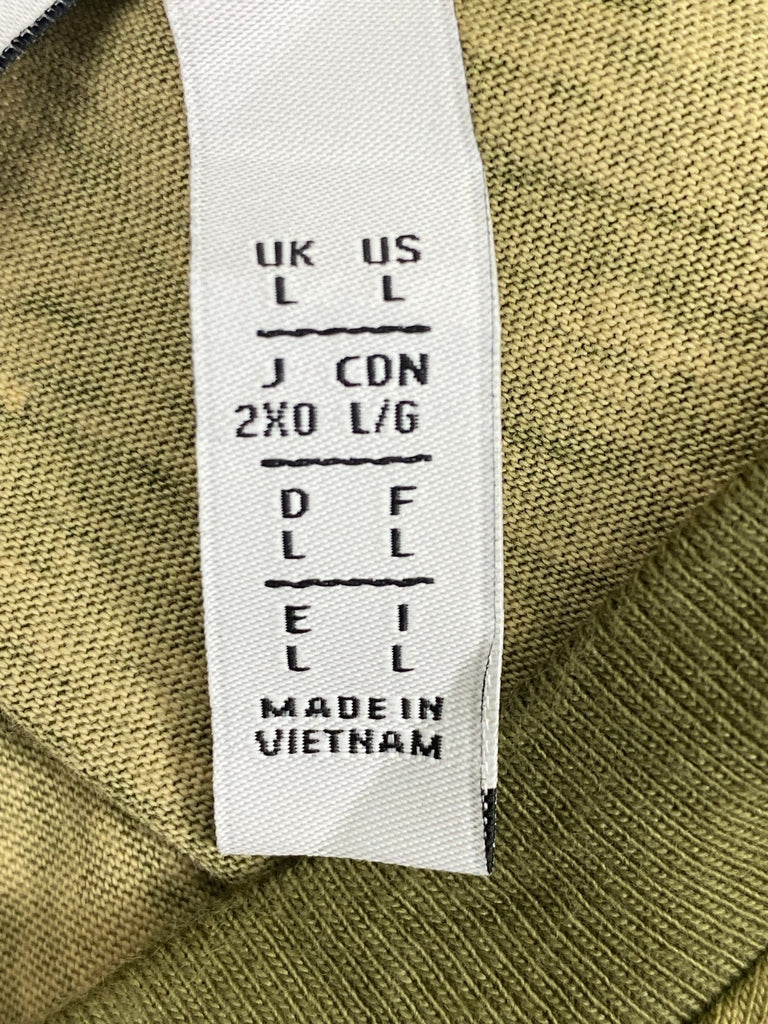 UK US
L L
J CDN
2XO L/G
D F
L L
E I
L L
MADE IN
VIETNAM